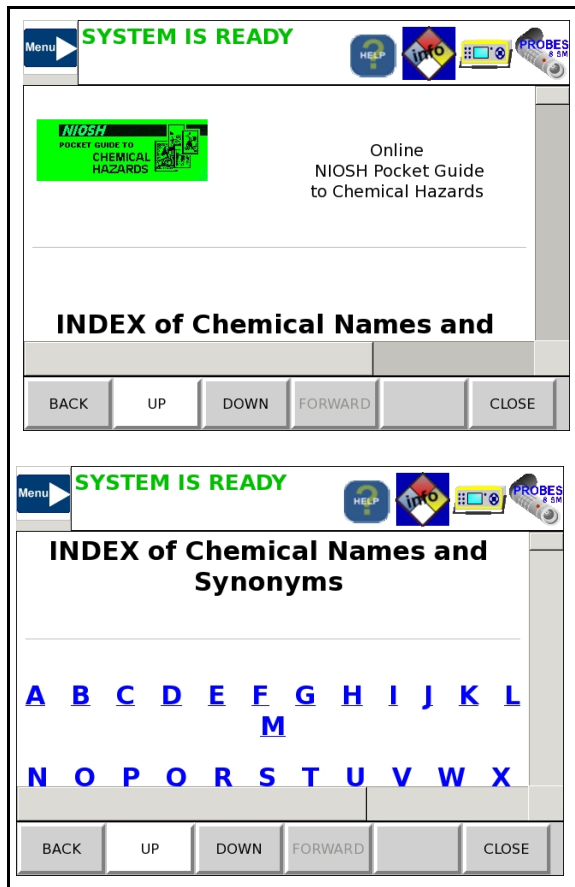 Menu
SYSTEM IS READY
HELP
?
info
PROBES
& SM
NIOSH
POCKET GUIDE TO
CHEMICAL
HAZARDS
Online
NIOSH Pocket Guide
to Chemical Hazards
INDEX of Chemical Names and
BACK UP DOWN FORWARD CLOSE
Menu
SYSTEM IS READY
HELP
?
info
PROBES
& SM
INDEX of Chemical Names and
Synonyms
A B C D E F G H I J K L
M
N O P Q R S T U V W X
BACK UP DOWN FORWARD CLOSE